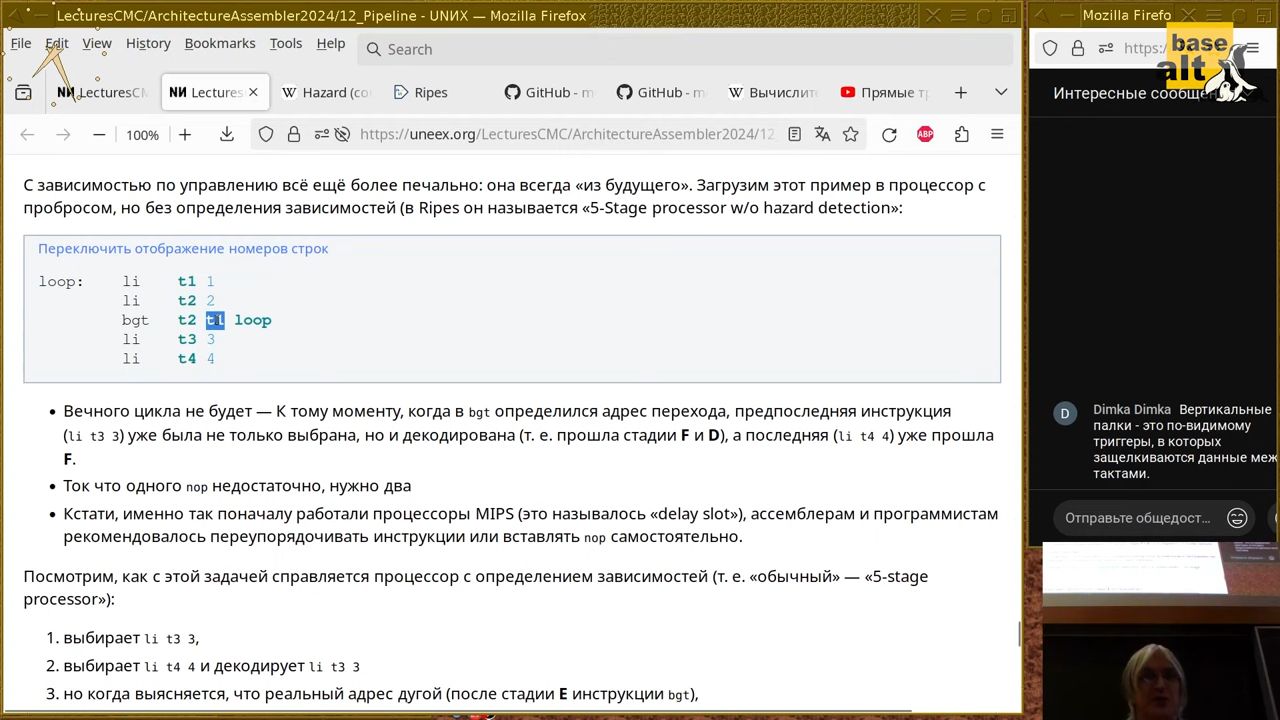 LecturesCMC/ArchitectureAssembler2024/12_Pipeline - UNИX — Mozilla Firefox
File Edit View History Bookmarks Tools Help
Search
NИ LecturesCM
NИ Lectures
W Hazard (co
Ripes
GitHub - m
GitHub - m
W Вычислит
Прямые тр
100%
https://uneex.org/LecturesCMC/ArchitectureAssembler2024/12_
ABP
С зависимостью по управлению всё ещё более печально: она всегда «из будущего». Загрузим этот пример в процессор с
пробросом, но без определения зависимостей (в Ripes он называется «5-Stage processor w/o hazard detection»:
Переключить отображение номеров строк
loop: li t1 1
li t2 2
bgt t2 t1 loop
li t3 3
li t4 4
• Вечного цикла не будет — К тому моменту, когда в bgt определился адрес перехода, предпоследняя инструкция
(li t3 3) уже была не только выбрана, но и декодирована (т. е. прошла стадии F и D), а последняя (li t4 4) уже прошла
F.
• Ток что одного nop недостаточно, нужно два
• Кстати, именно так поначалу работали процессоры MIPS (это называлось «delay slot»), ассемблерам и программистам
рекомендовалось переупорядочивать инструкции или вставлять nop самостоятельно.
Посмотрим, как с этой задачей справляется процессор с определением зависимостей (т. е. «обычный» — «5-stage
processor»):
1. выбирает li t3 3,
2. выбирает li t4 4 и декодирует li t3 3
3. но когда выясняется, что реальный адрес дугой (после стадии E инструкции bgt),
Mozilla Firefo
https:/
base
alt
Интересные сообщен
D
Dimka Dimka Вертикальные
палки - это по-видимому
триггеры, в которых
защелкиваются данные меж
тактами.
Отправьте общедост…